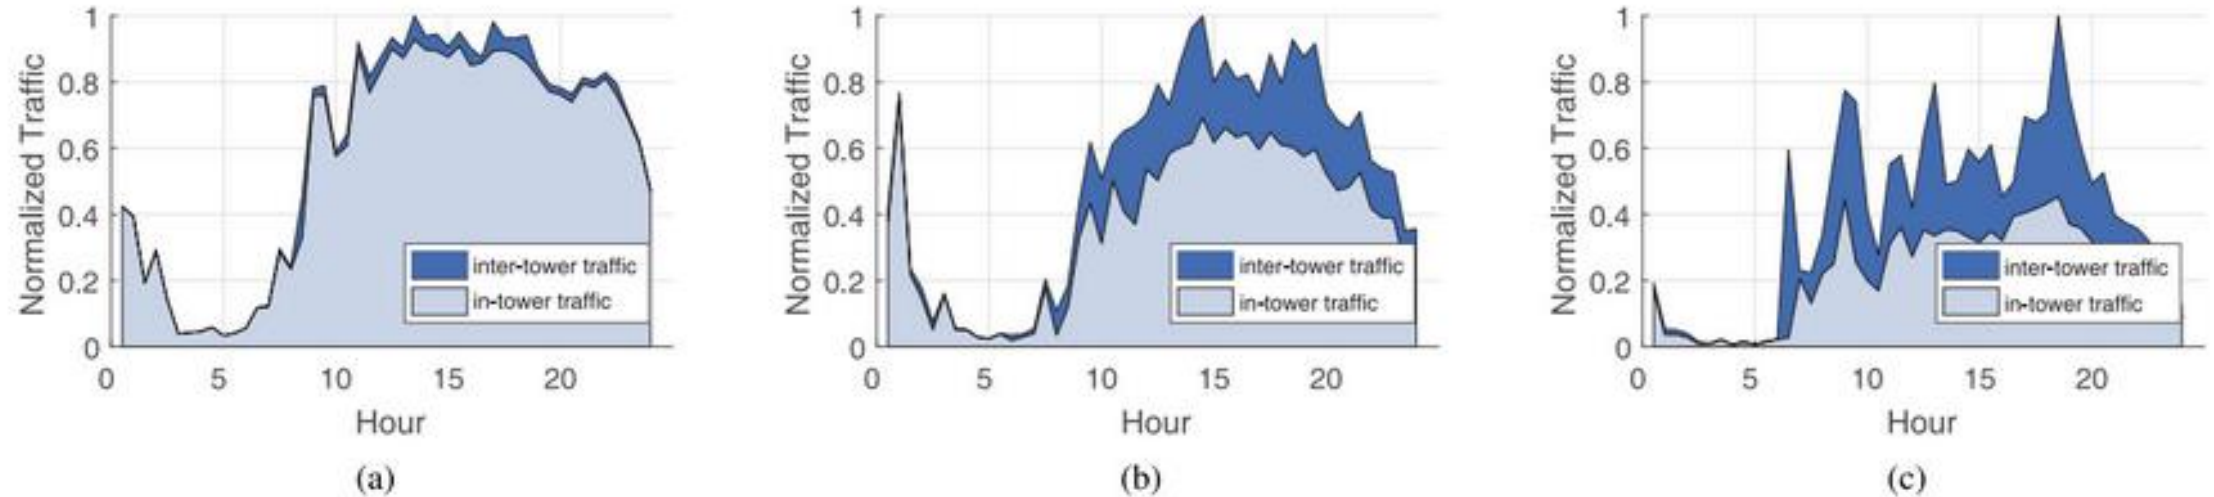 Normalized Traffic
1
0.8
0.6
0.4
0.2
0
0 5 10 15 20
Hour
inter-tower traffic
in-tower traffic
(a)
Normalized Traffic
1
0.8
0.6
0.4
0.2
0
0 5 10 15 20
Hour
inter-tower traffic
in-tower traffic
(b)
Normalized Traffic
1
0.8
0.6
0.4
0.2
0
0 5 10 15 20
Hour
inter-tower traffic
in-tower traffic
(c)